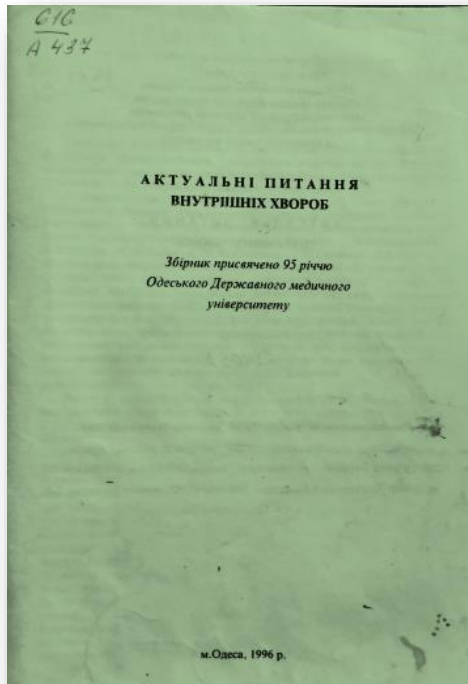 616
А 437
АКТУАЛЬНІ ПИТАННЯ
ВНУТРІШНІХ ХВОРОБ
Збірник присвячено 95 річчю
Одеського Державного медичного
університету
м.Одеса, 1996 р.